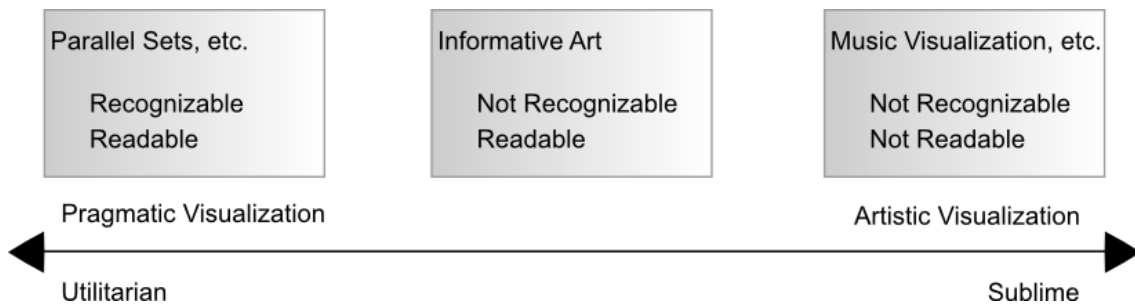 Parallel Sets, etc.
Recognizable
Readable
Informative Art
Not Recognizable
Readable
Music Visualization, etc.
Not Recognizable
Not Readable
Pragmatic Visualization
Artistic Visualization
Utilitarian
Sublime